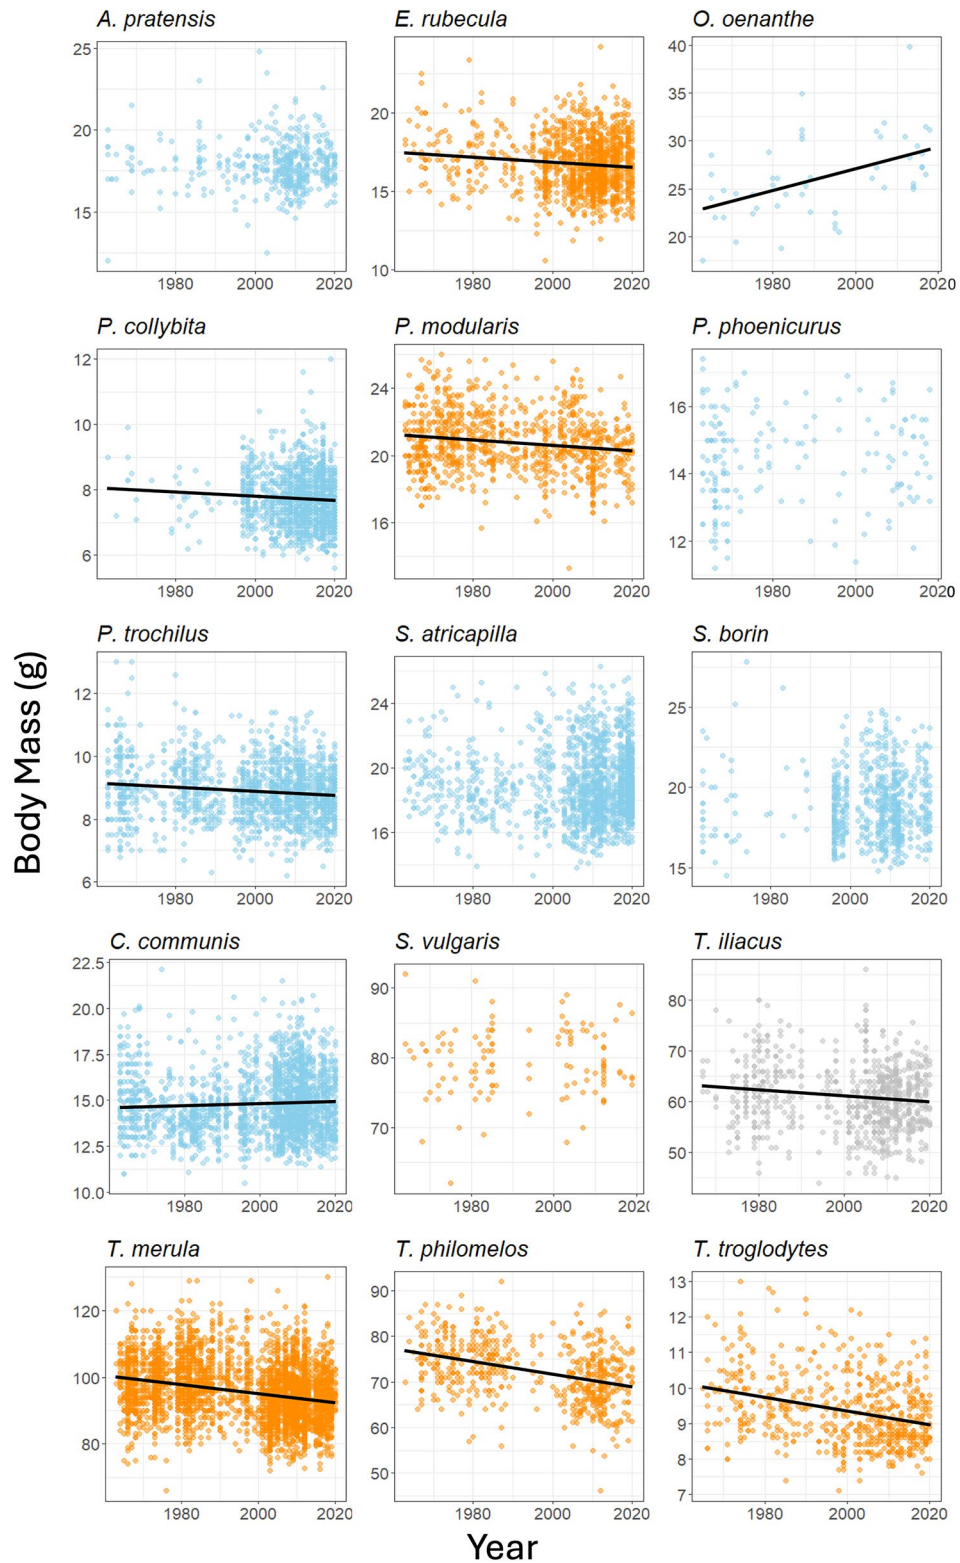 A. pratensis E. rubecula O. oenanthe
25 20 15
20 15 10
40 35 30 25 20
1980 2000 2020 1980 2000 2020 1980 2000 2020
P. collybita P. modularis P. phoenicurus
12 10 8 6
24 20 16
16 14 12
1980 2000 2020 1980 2000 2020 1980 2000 2020
P. trochilus S. atricapilla S. borin
12 10 8 6
24 20 16
25 20 15
1980 2000 2020 1980 2000 2020 1980 2000 2020
Body Mass (g)
C. communis S. vulgaris T. iliacus
22.5 20.0 17.5 15.0 12.5 10.0
90 80 70
80 70 60 50
1980 2000 2020 1980 2000 202 1980 2000 2020
T. merula T. philomelos T. troglodytes
120 100 80
90 80 70 60 50
13 12 11 10 9 8 7
1980 2000 2020 1980 2000 2020 1980 2000 2020
Year